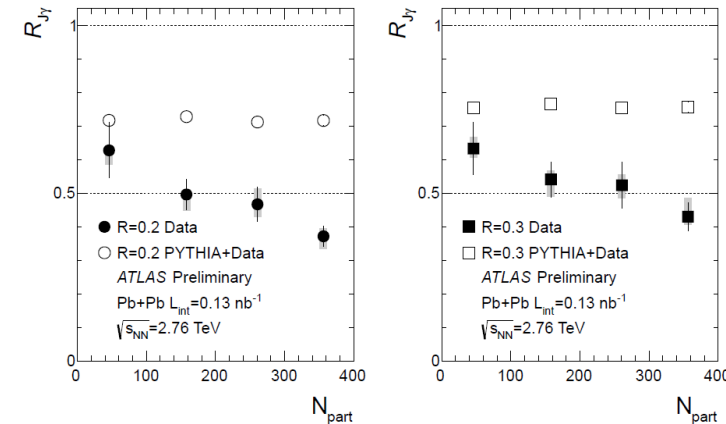 R_Jγ
1
0.5
0
R=0.2 Data
R=0.2 PYTHIA+Data
ATLAS Preliminary
Pb+Pb L_int=0.13 nb^-1
√s_NN=2.76 TeV
0 100 200 300 400
N_part
R_Jγ
1
0.5
0
R=0.3 Data
R=0.3 PYTHIA+Data
ATLAS Preliminary
Pb+Pb L_int=0.13 nb^-1
√s_NN=2.76 TeV
0 100 200 300 400
N_part